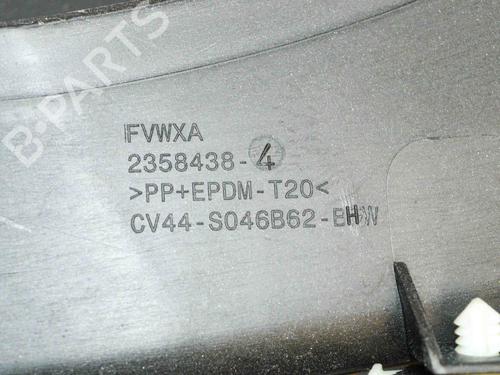 B-PARTS
FVWXA
2358438-4
>PP+EPDM-T20<
CV44-S046B62-BHW